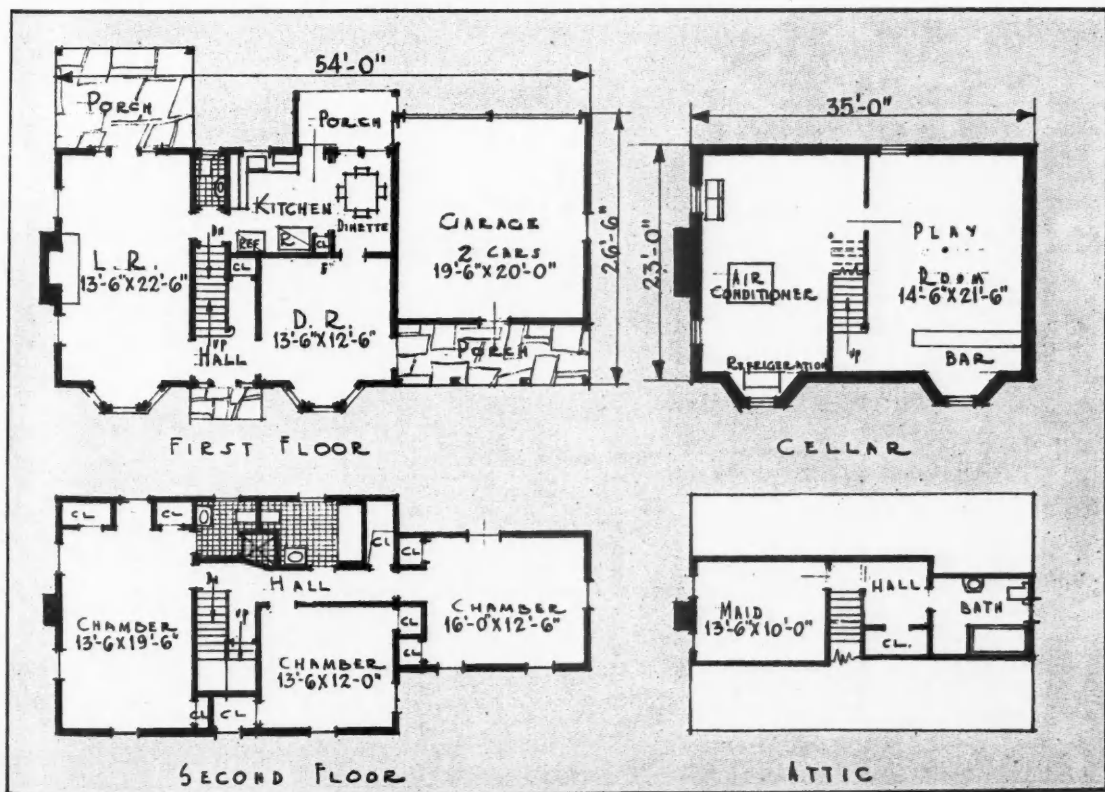 54'-0"
PORCH
PORCH
KITCHEN
DINETTE
GARAGE
2 CARS
19'-6"X20'-0"
26'-6"
L.R.
13'-6"X22'-6"
DN
REF.
R
CL
CL
D.R.
13'-6"X12'-6"
UP
HALL
PORCH
FIRST FLOOR
35'-0"
23'-0"
AIR
CONDITIONER
PLAY
ROOM
14'-6"X21'-6"
UP
BAR
REFRIGERATION
CELLAR
CL
CL
CL
CL
HALL
DN
UP
CHAMBER
13'-6X19'-6"
CHAMBER
16'-0"X12'-6"
CL
CL
CHAMBER
13'-6X12'-0"
CL
CL
SECOND FLOOR
MAID
13'-6"X10'-0"
HALL
BATH
CL.
ATTIC